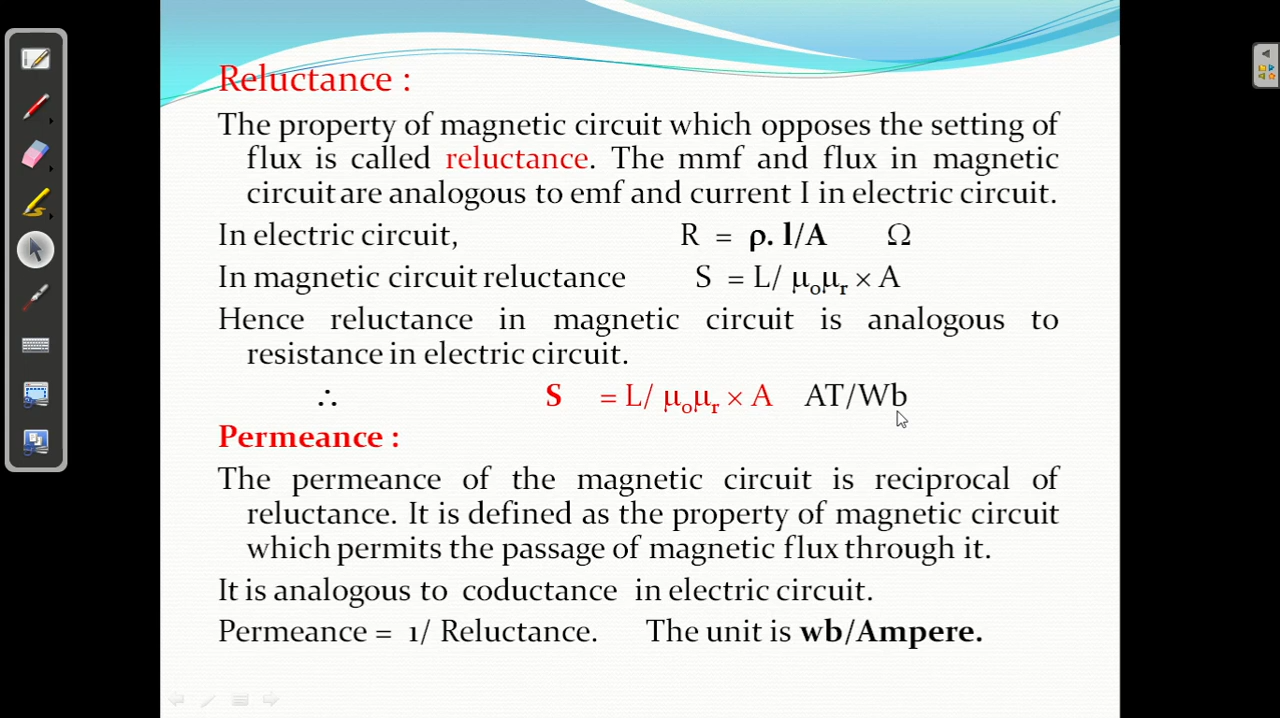 Reluctance :
The property of magnetic circuit which opposes the setting of
flux is called reluctance. The mmf and flux in magnetic
circuit are analogous to emf and current I in electric circuit.
In electric circuit, R = ρ. l/A Ω
In magnetic circuit reluctance S = L/ μoμr × A
Hence reluctance in magnetic circuit is analogous to
resistance in electric circuit.
∴ S = L/ μoμr × A AT/Wb
Permeance :
The permeance of the magnetic circuit is reciprocal of
reluctance. It is defined as the property of magnetic circuit
which permits the passage of magnetic flux through it.
It is analogous to coductance in electric circuit.
Permeance = 1/ Reluctance. The unit is wb/Ampere.